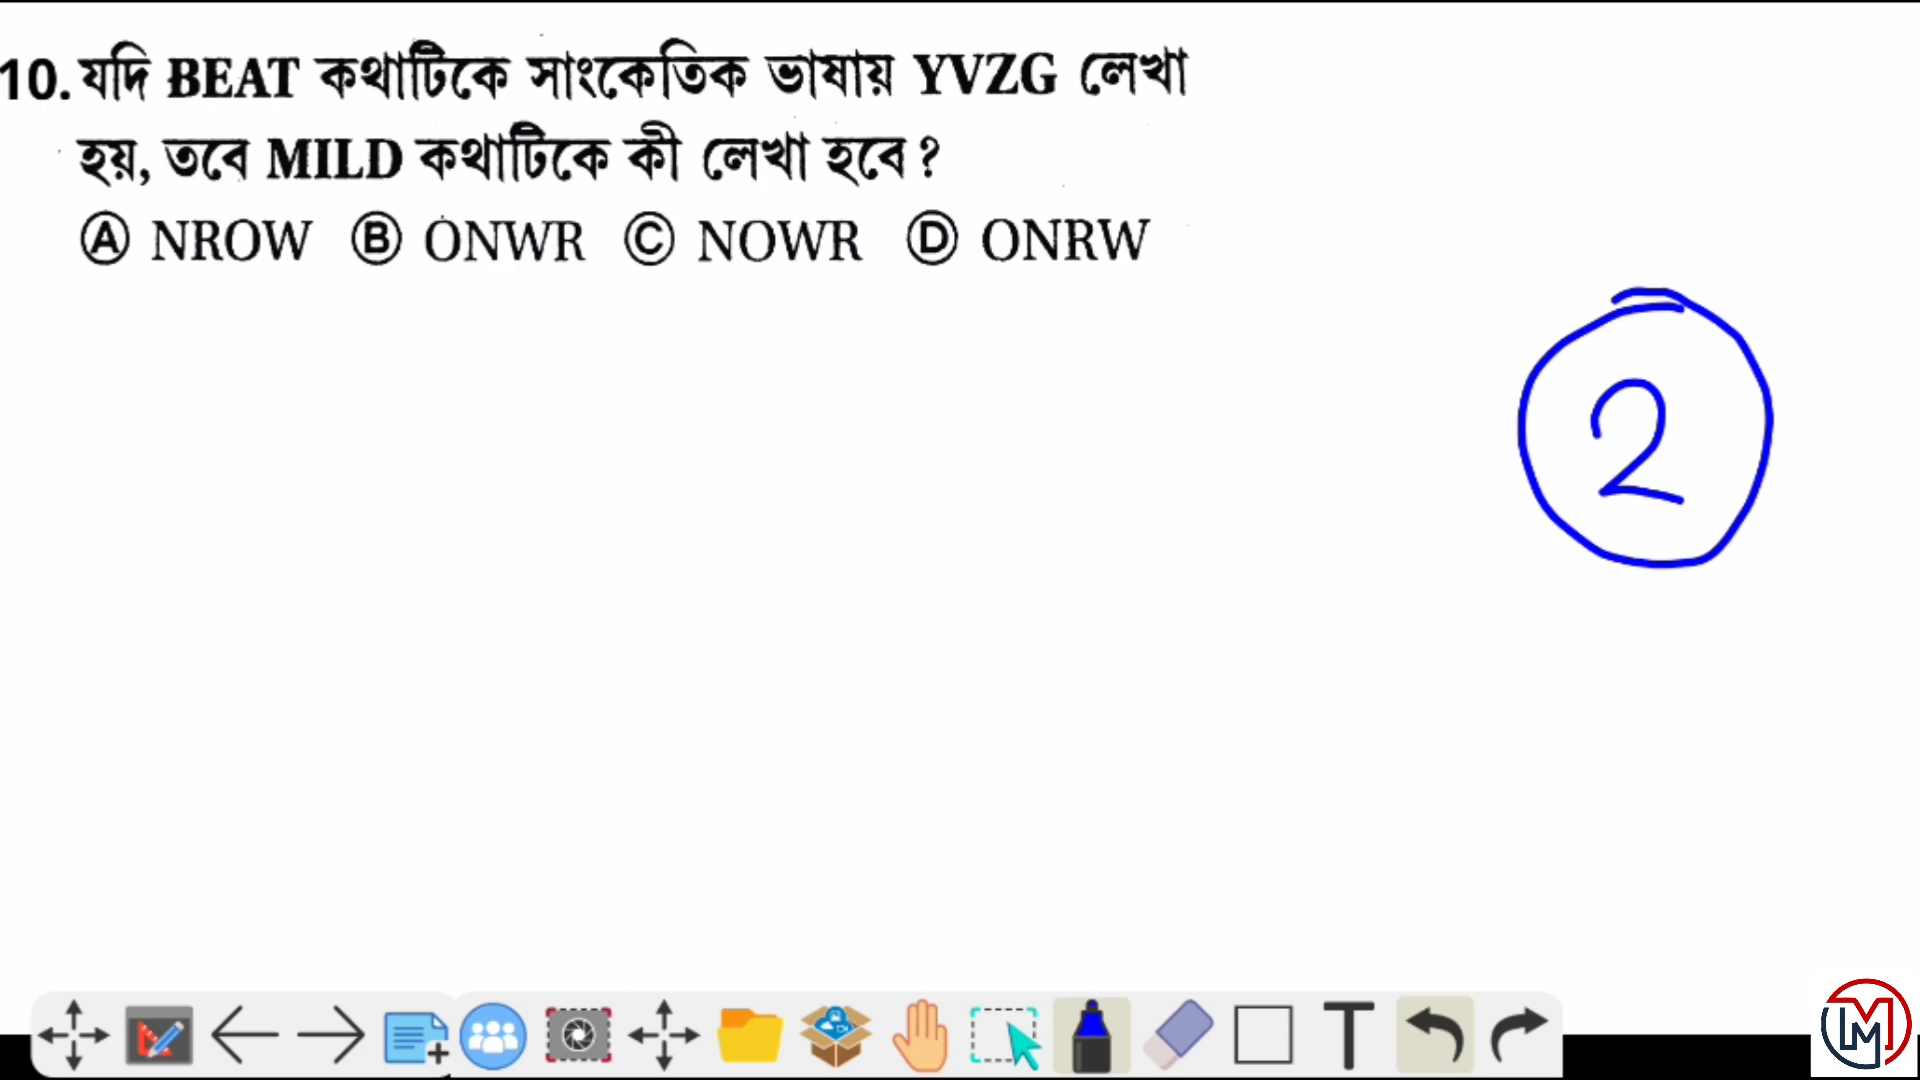 10. যদি BEAT কথাটিকে সাংকেতিক ভাষায় YVZG লেখা
হয়, তবে MILD কথাটিকে কী লেখা হবে ?
Ⓐ NROW Ⓑ ONWR Ⓒ NOWR Ⓓ ONRW
2
T
M